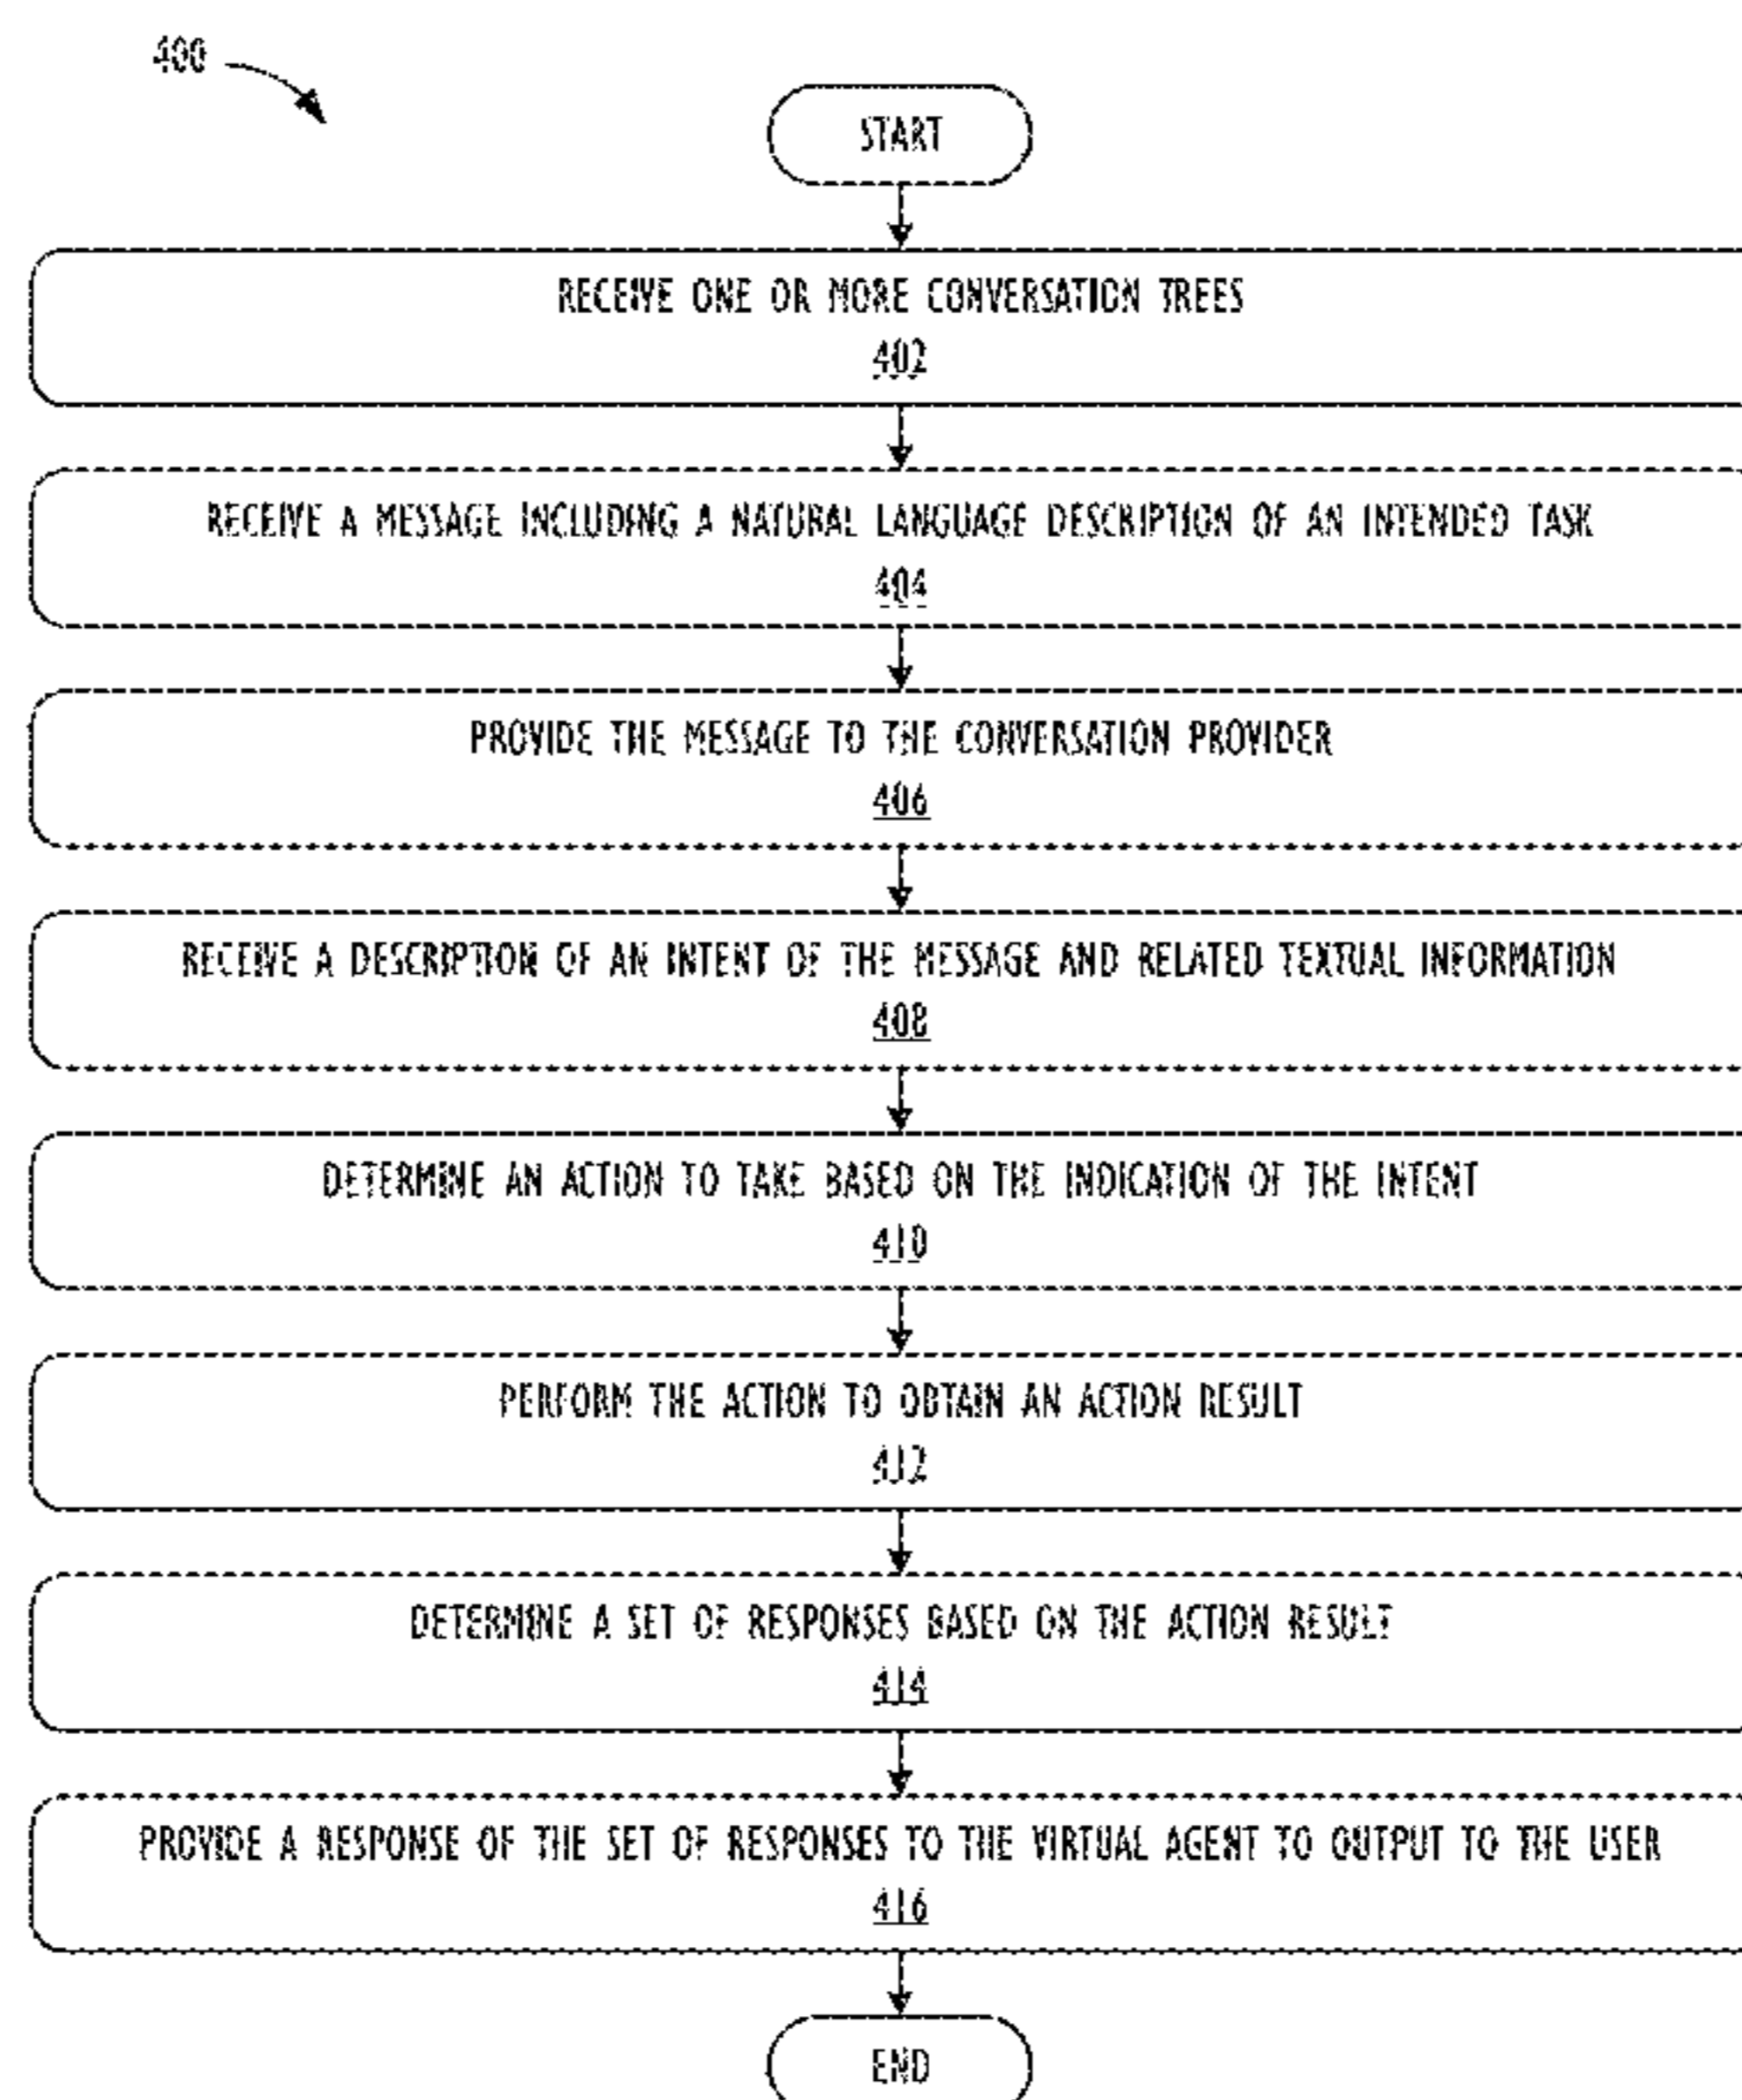 400
START
RECEIVE ONE OR MORE CONVERSATION TREES
402
RECEIVE A MESSAGE INCLUDING A NATURAL LANGUAGE DESCRIPTION OF AN INTENDED TASK
404
PROVIDE THE MESSAGE TO THE CONVERSATION PROVIDER
406
RECEIVE A DESCRIPTION OF AN INTENT OF THE MESSAGE AND RELATED TEXTUAL INFORMATION
408
DETERMINE AN ACTION TO TAKE BASED ON THE INDICATION OF THE INTENT
410
PERFORM THE ACTION TO OBTAIN AN ACTION RESULT
412
DETERMINE A SET OF RESPONSES BASED ON THE ACTION RESULT
414
PROVIDE A RESPONSE OF THE SET OF RESPONSES TO THE VIRTUAL AGENT TO OUTPUT TO THE USER
416
END